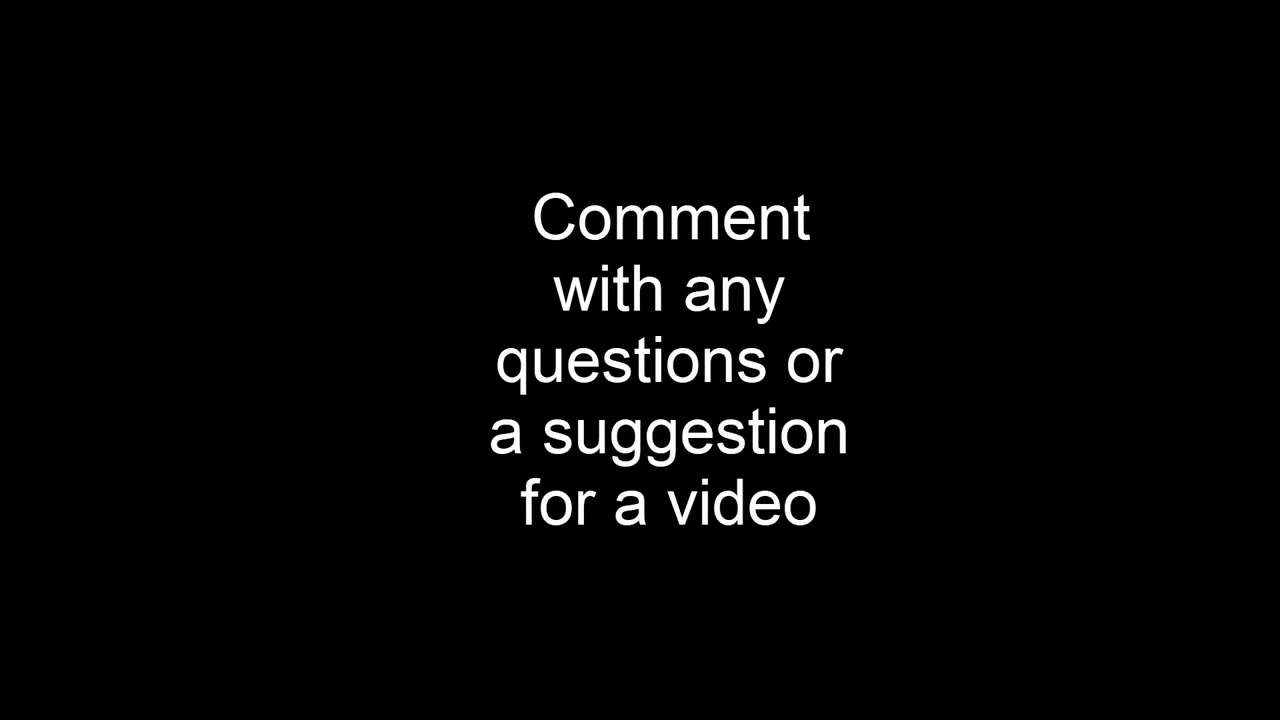 Comment
with any
questions or
a suggestion
for a video